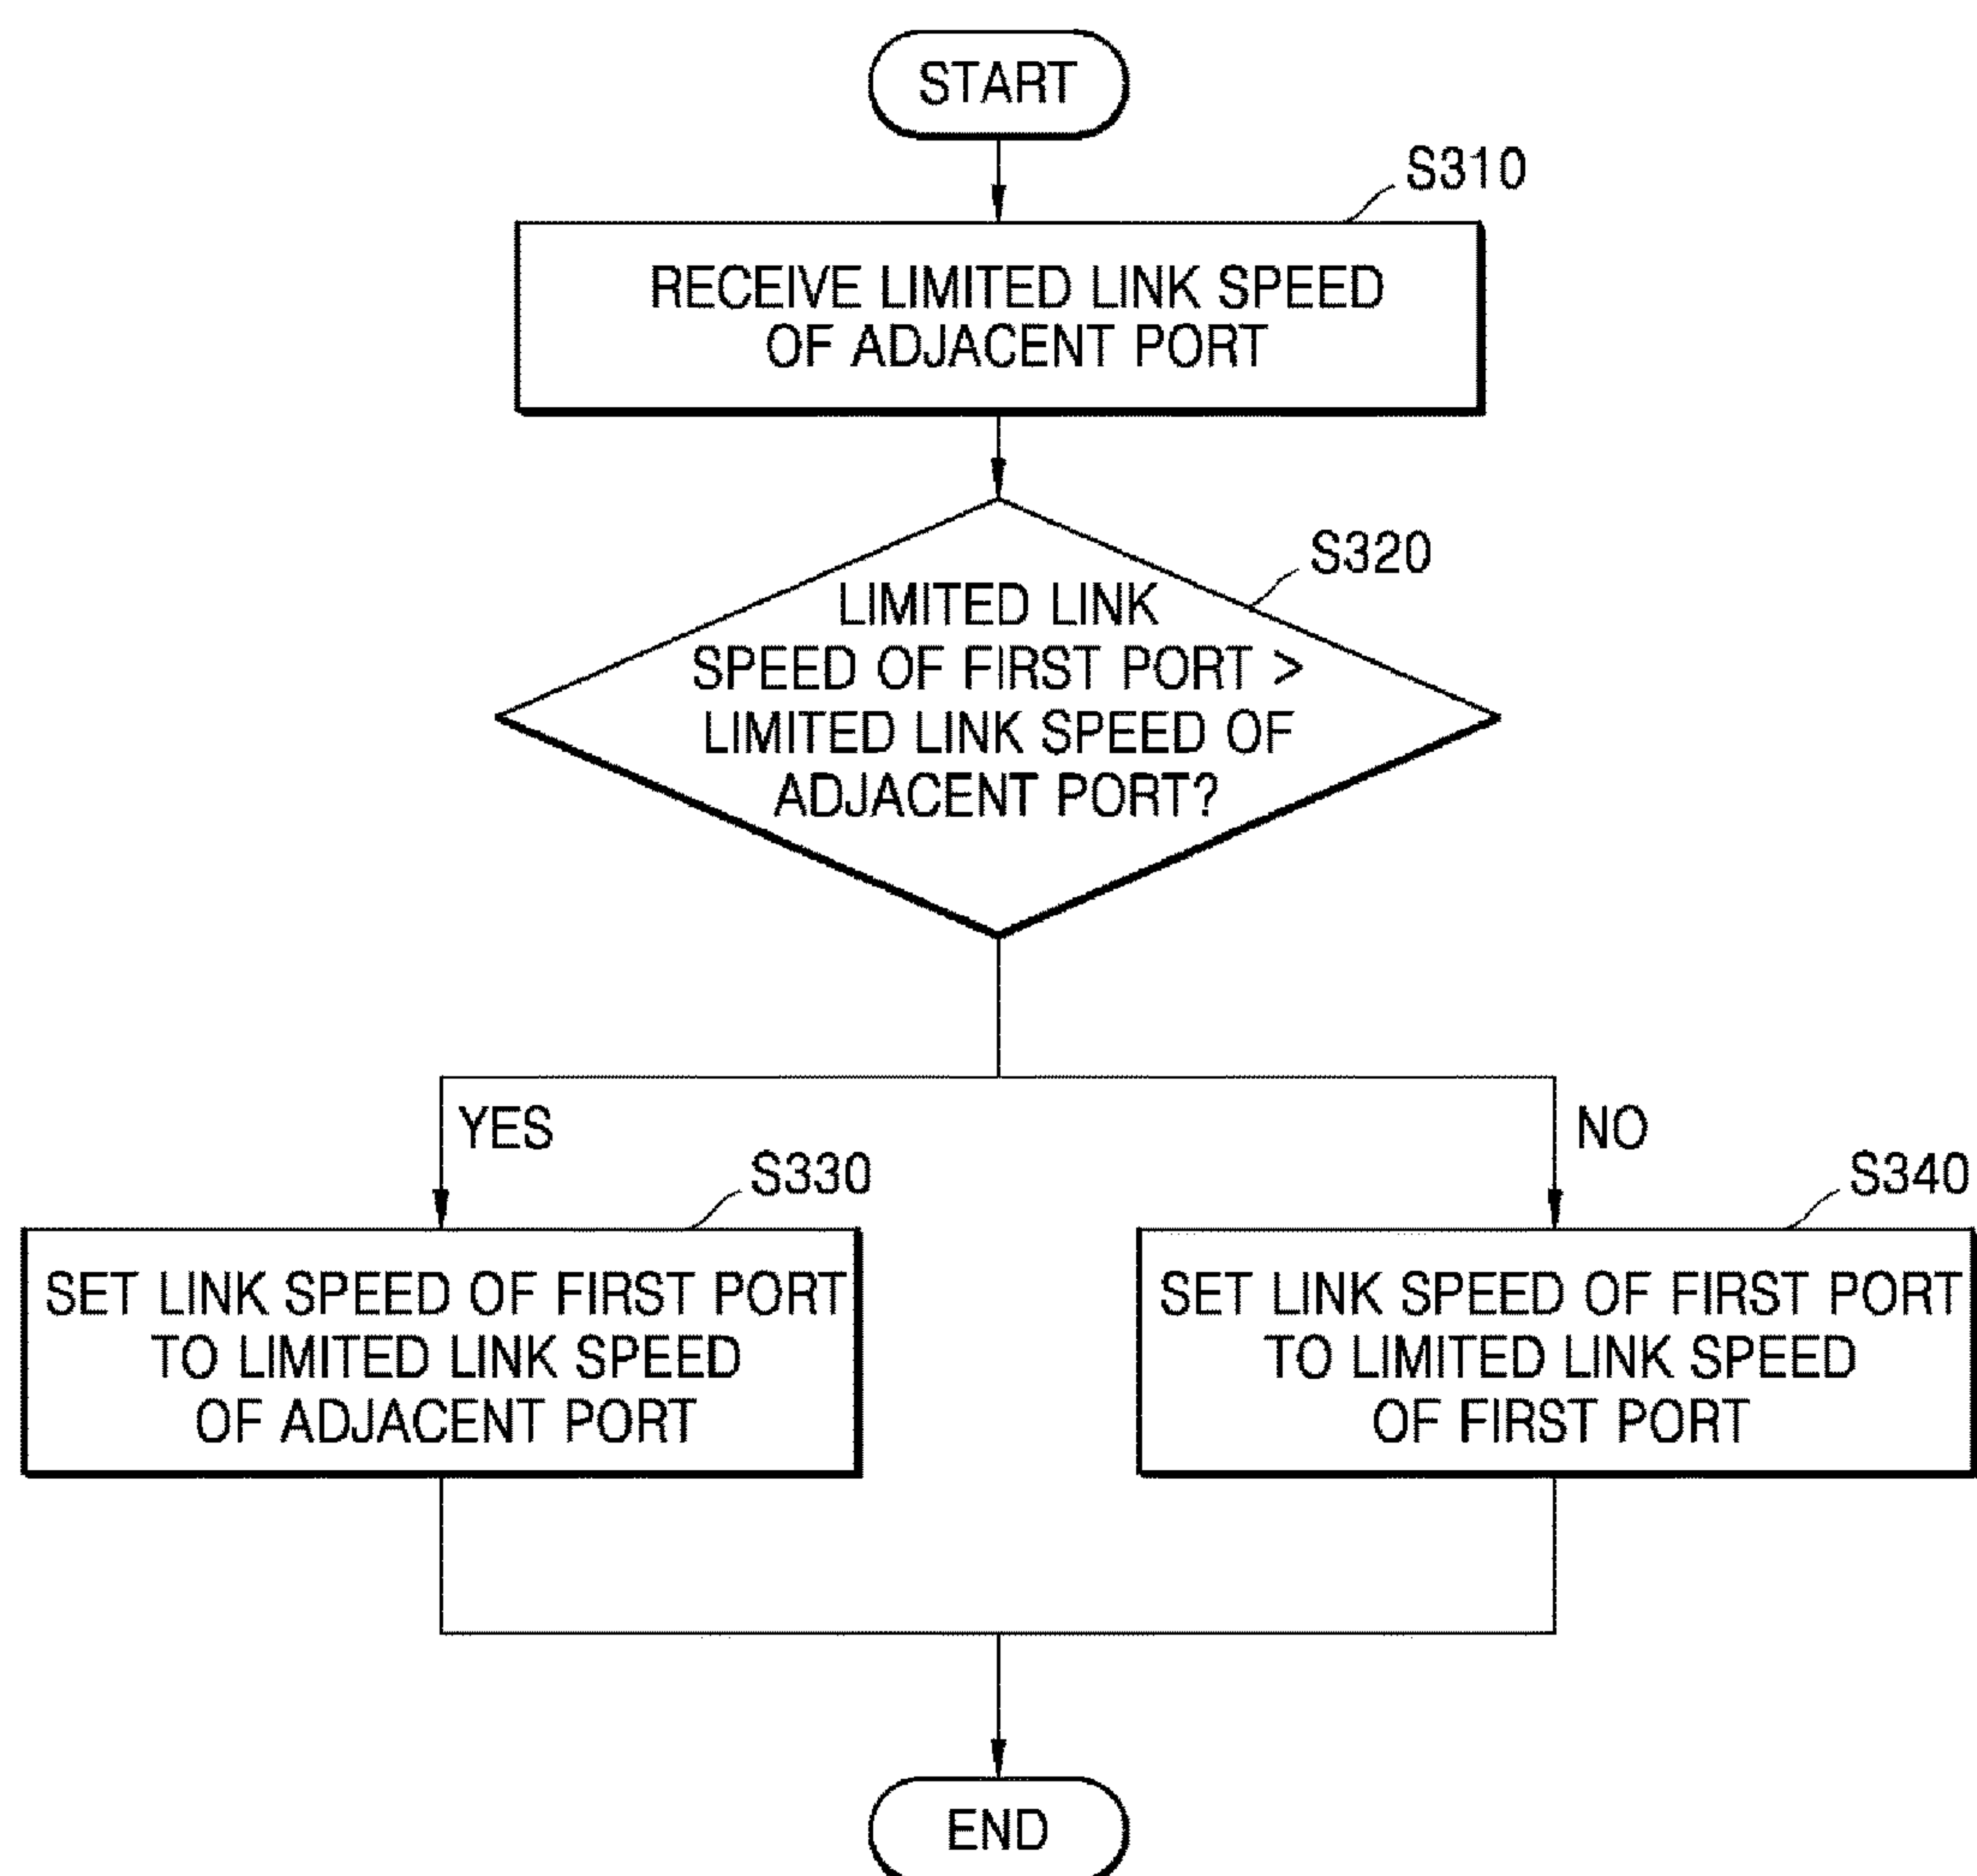 START
S310
RECEIVE LIMITED LINK SPEED
OF ADJACENT PORT
S320
LIMITED LINK
SPEED OF FIRST PORT >
LIMITED LINK SPEED OF
ADJACENT PORT?
YES
NO
S330
S340
SET LINK SPEED OF FIRST PORT
TO LIMITED LINK SPEED
OF ADJACENT PORT
SET LINK SPEED OF FIRST PORT
TO LIMITED LINK SPEED
OF FIRST PORT
END